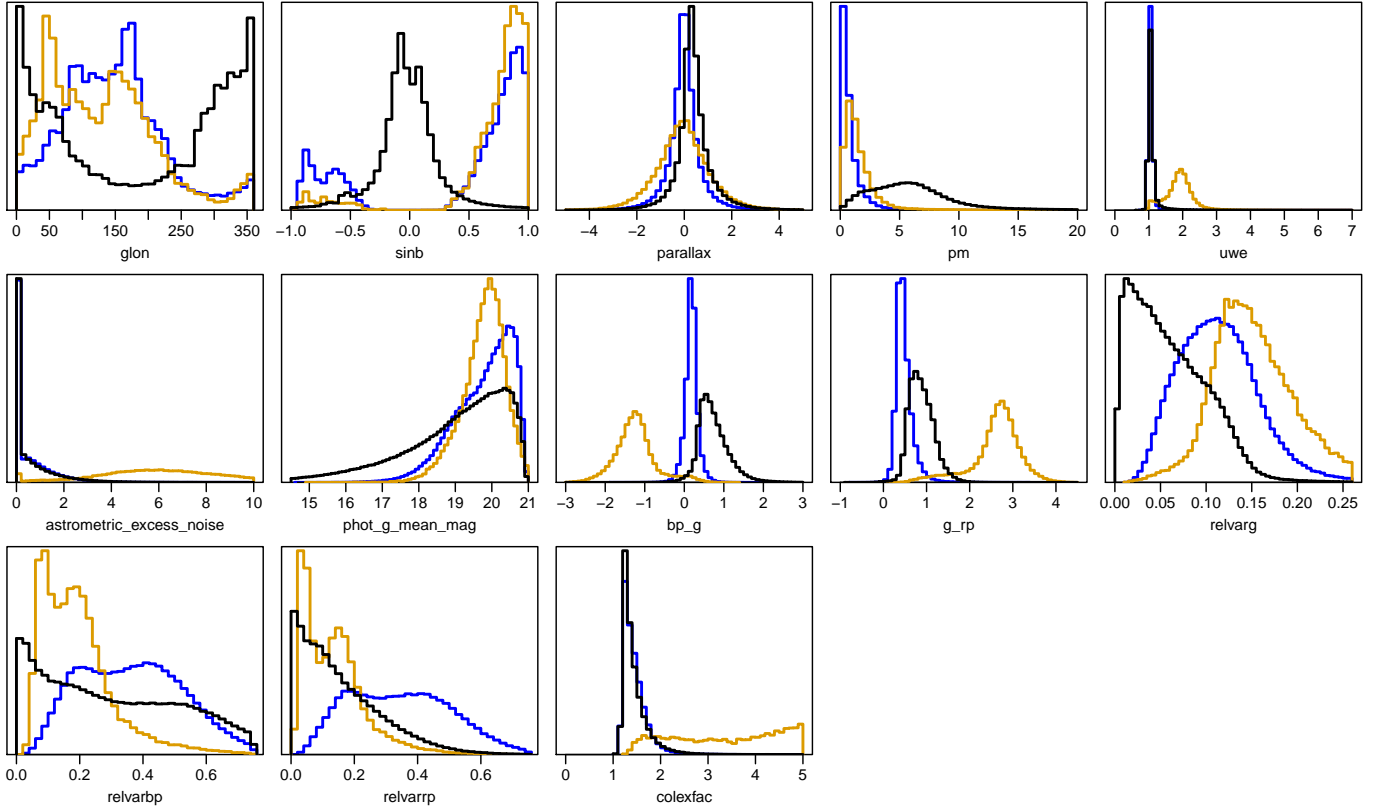 0 50 150 250 350
glon
−1.0 −0.5 0.0 0.5 1.0
sinb
−4 −2 0 2 4
parallax
0 5 10 15 20
pm
0 1 2 3 4 5 6 7
uwe
0 2 4 6 8 10
astrometric_excess_noise
15 16 17 18 19 20 21
phot_g_mean_mag
−3 −2 −1 0 1 2 3
bp_g
−1 0 1 2 3 4
g_rp
0.00 0.05 0.10 0.15 0.20 0.25
relvarg
0.0 0.2 0.4 0.6
relvarbp
0.0 0.2 0.4 0.6
relvarrp
0 1 2 3 4 5
colexfac